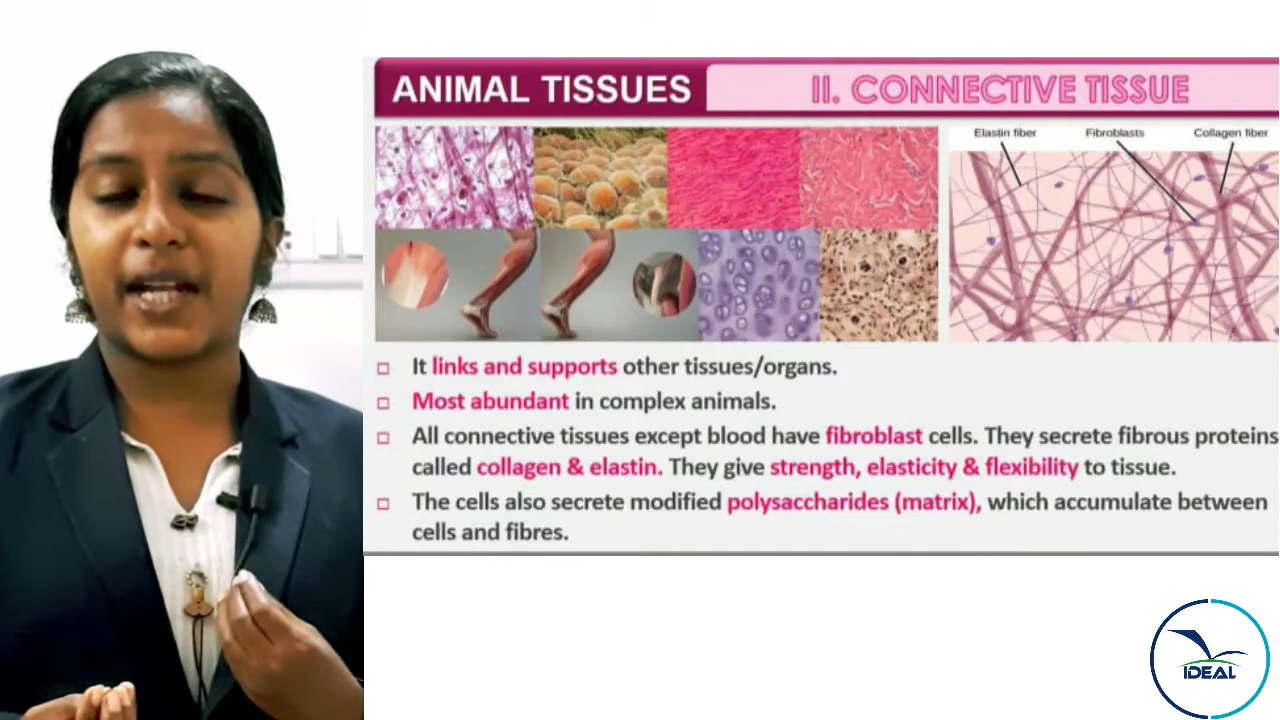 ANIMAL TISSUES
II. CONNECTIVE TISSUE
Elastin fiber
Fibroblasts
Collagen fiber
It links and supports other tissues/organs.
Most abundant in complex animals.
All connective tissues except blood have fibroblast cells. They secrete fibrous proteins
called collagen & elastin. They give strength, elasticity & flexibility to tissue.
The cells also secrete modified polysaccharides (matrix), which accumulate between
cells and fibres.
IDEAL